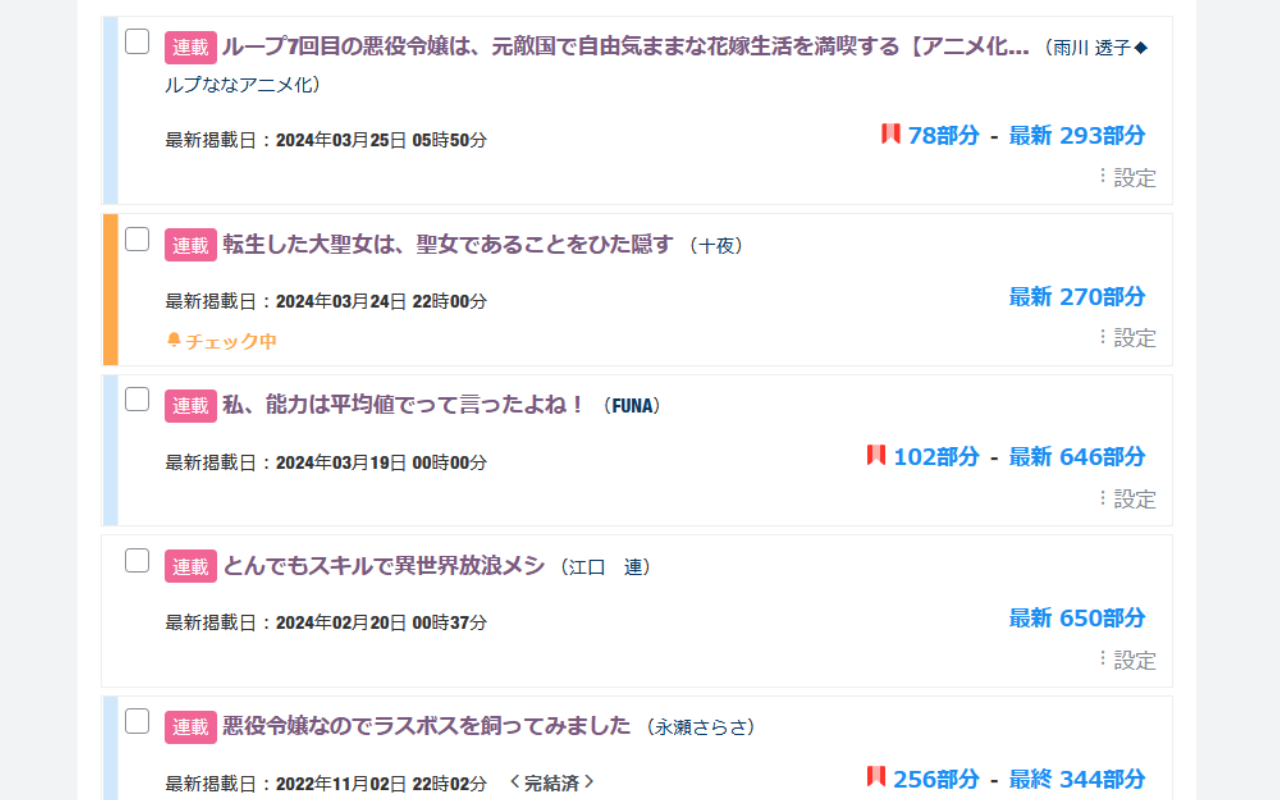 連載 ループ7回目の悪役令嬢は、元敵国で自由気ままな花嫁生活を満喫する【アニメ化... （雨川 透子◆
ルプななアニメ化）
最新掲載日：2024年03月25日 05時50分
78部分 - 最新 293部分
設定
連載 転生した大聖女は、聖女であることをひた隠す （十夜）
最新掲載日：2024年03月24日 22時00分
最新 270部分
チェック中
設定
連載 私、能力は平均値でって言ったよね！ （FUNA）
最新掲載日：2024年03月19日 00時00分
102部分 - 最新 646部分
設定
連載 とんでもスキルで異世界放浪メシ （江口　連）
最新掲載日：2024年02月20日 00時37分
最新 650部分
設定
連載 悪役令嬢なのでラスボスを飼ってみました （永瀬さらさ）
最新掲載日：2022年11月02日 22時02分 〈完結済〉
256部分 - 最終 344部分